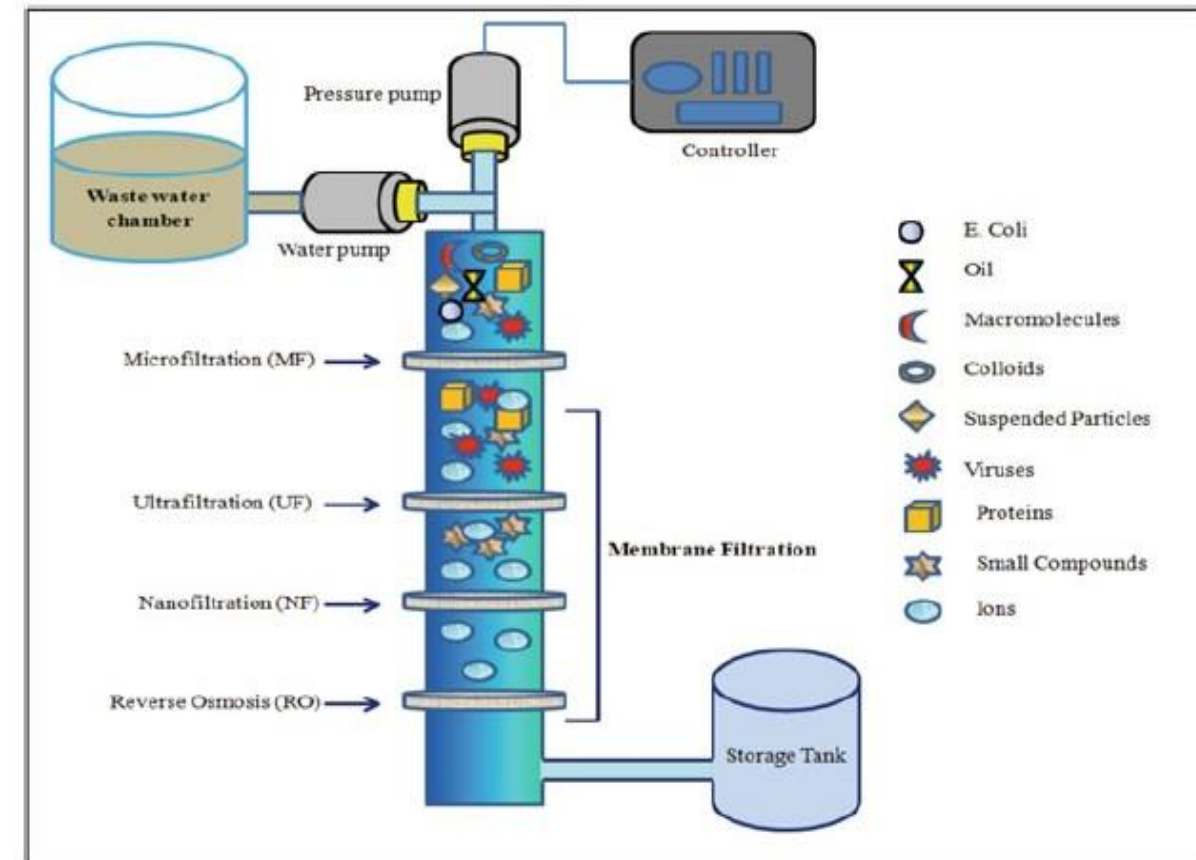 Pressure pump
Controller
Waste water
chamber
Water pump
E. Coli
Oil
Macromolecules
Colloids
Suspended Particles
Viruses
Proteins
Small Compounds
Ions
Microfiltration (MF)
Ultrafiltration (UF)
Membrane Filtration
Nanofiltration (NF)
Reverse Osmosis (RO)
Storage Tank